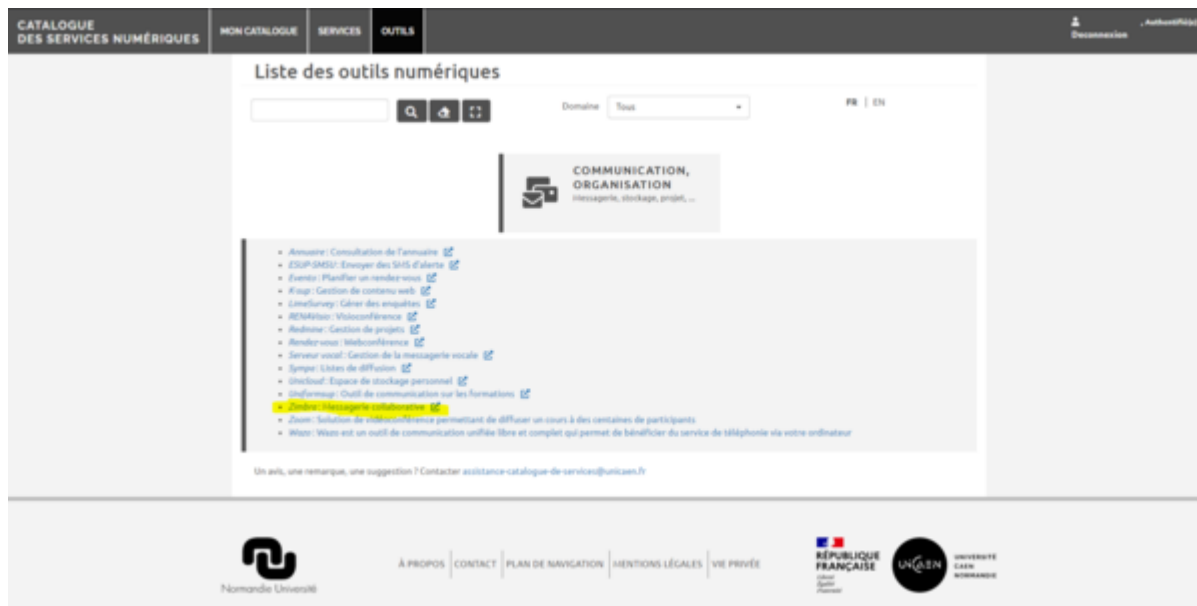 CATALOGUE
DES SERVICES NUMÉRIQUES
MON CATALOGUE
SERVICES
OUTILS
, Authentifié(e)
Deconnexion
Liste des outils numériques
Domaine
Tous
FR | EN
COMMUNICATION,
ORGANISATION
Messagerie, stockage, projet, ...
Annuaire : Consultation de l'annuaire
ESUP-SMSU : Envoyer des SMS d'alerte
Evento : Planifier un rendez-vous
K-sup : Gestion de contenu web
LimeSurvey : Gérer des enquêtes
RENAVisio : Visioconférence
Redmine : Gestion de projets
Rendez-vous : Webconférence
Serveur vocal : Gestion de la messagerie vocale
Sympa : Listes de diffusion
Unicloud : Espace de stockage personnel
Uniformsup : Outil de communication sur les formations
Zimbra : Messagerie collaborative
Zoom : Solution de vidéoconférence permettant de diffuser un cours à des centaines de participants
Wazo : Wazo est un outil de communication unifiée libre et complet qui permet de bénéficier du service de téléphonie via votre ordinateur
Un avis, une remarque, une suggestion ? Contacter assistance-catalogue-de-services@unicaen.fr
Normandie Université
À PROPOS
CONTACT
PLAN DE NAVIGATION
MENTIONS LÉGALES
VIE PRIVÉE
RÉPUBLIQUE
FRANÇAISE
Liberté
Égalité
Fraternité
UNICAEN
UNIVERSITÉ
CAEN
NORMANDIE